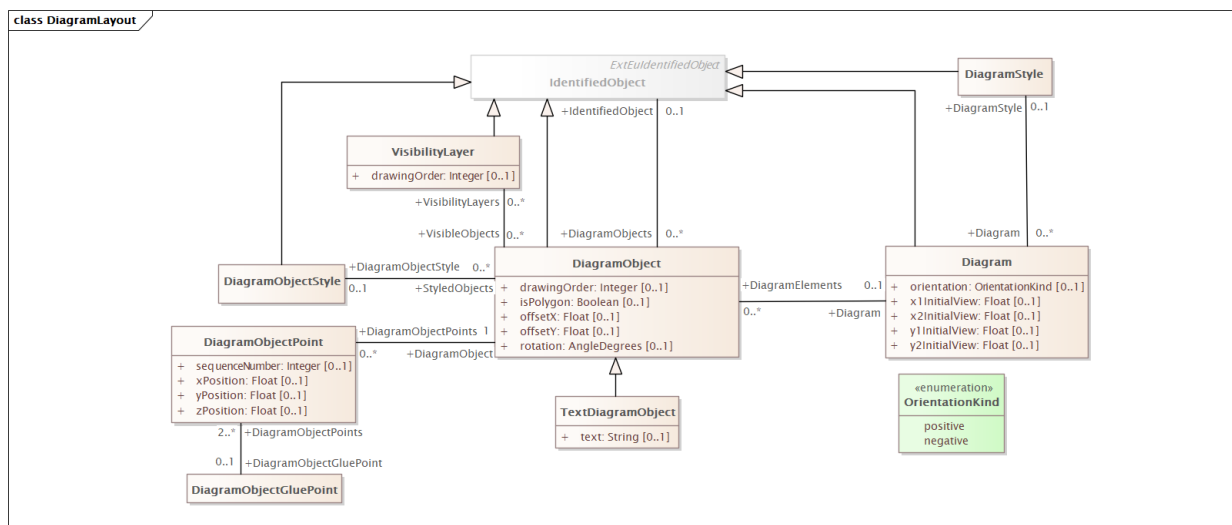 class DiagramLayout
ExtEuIdentifiedObject
IdentifiedObject
DiagramStyle
+DiagramStyle 0..1
+IdentifiedObject 0..1
VisibilityLayer
+ drawingOrder: Integer [0..1]
+VisibilityLayers 0..*
+VisibleObjects 0..*
+DiagramObjects 0..*
+Diagram 0..*
DiagramObjectStyle
+DiagramObjectStyle 0..*
0..1 +StyledObjects
DiagramObject
+ drawingOrder: Integer [0..1]
+ isPolygon: Boolean [0..1]
+ offsetX: Float [0..1]
+ offsetY: Float [0..1]
+ rotation: AngleDegrees [0..1]
+DiagramElements 0..1
0..* +Diagram
Diagram
+ orientation: OrientationKind [0..1]
+ x1InitialView: Float [0..1]
+ x2InitialView: Float [0..1]
+ y1InitialView: Float [0..1]
+ y2InitialView: Float [0..1]
DiagramObjectPoint
+ sequenceNumber: Integer [0..1]
+ xPosition: Float [0..1]
+ yPosition: Float [0..1]
+ zPosition: Float [0..1]
+DiagramObjectPoints 1
0..* +DiagramObject
TextDiagramObject
+ text: String [0..1]
«enumeration»
OrientationKind
positive
negative
2..* +DiagramObjectPoints
0..1 +DiagramObjectGluePoint
DiagramObjectGluePoint